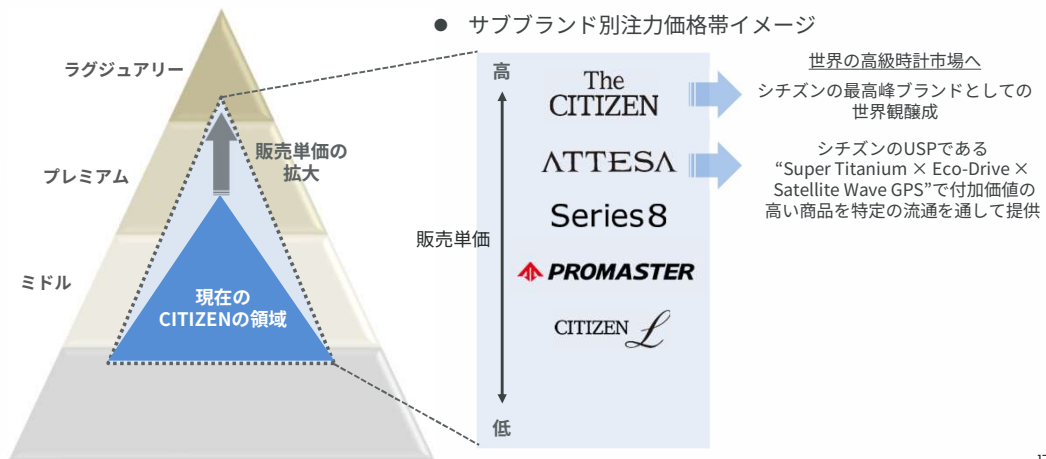 ● サブブランド別注力価格帯イメージ
ラグジュアリー
プレミアム
ミドル
販売単価の
拡大
現在の
CITIZENの領域
高
販売単価
低
The
CITIZEN
ATTESA
Series8
PROMASTER
CITIZEN L
世界の高級時計市場へ
シチズンの最高峰ブランドとしての
世界観醸成
シチズンのUSPである
“Super Titanium × Eco-Drive ×
Satellite Wave GPS”で付加価値の
高い商品を特定の流通を通して提供